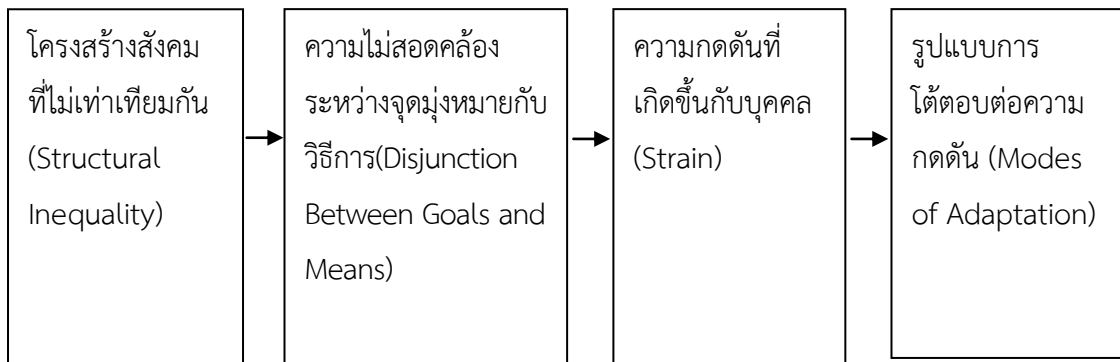 โครงสร้างสังคม
ที่ไม่เท่าเทียมกัน
(Structural
Inequality)
ความไม่สอดคล้อง
ระหว่างจุดมุ่งหมายกับ
วิธีการ(Disjunction
Between Goals and
Means)
ความกดดันที่
เกิดขึ้นกับบุคคล
(Strain)
รูปแบบการ
โต้ตอบต่อความ
กดดัน (Modes
of Adaptation)